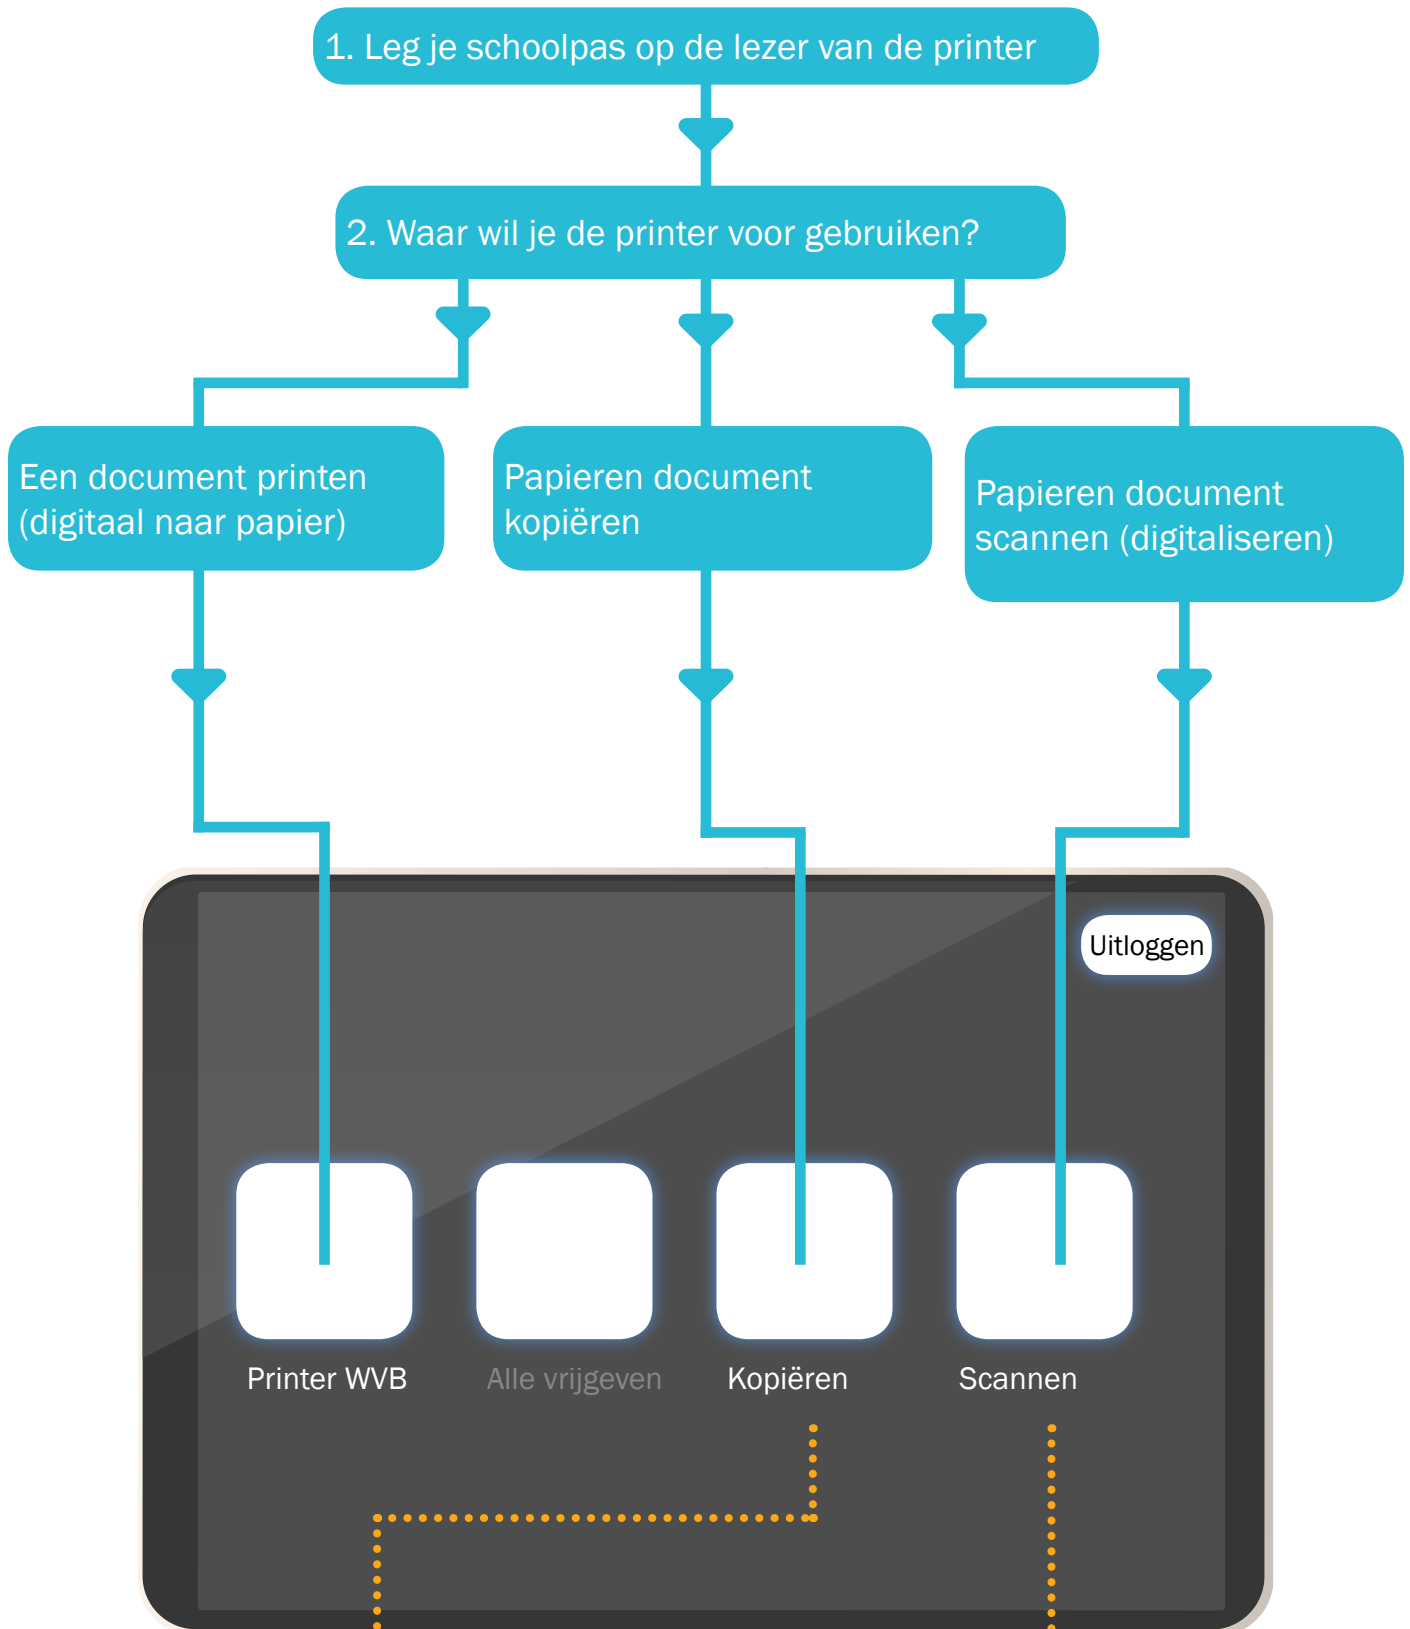 1. Leg je schoolpas op de lezer van de printer
2. Waar wil je de printer voor gebruiken?
Een document printen
(digitaal naar papier)
Papieren document
kopiëren
Papieren document
scannen (digitaliseren)
Uitloggen
Printer WVB
Alle vrijgeven
Kopiëren
Scannen